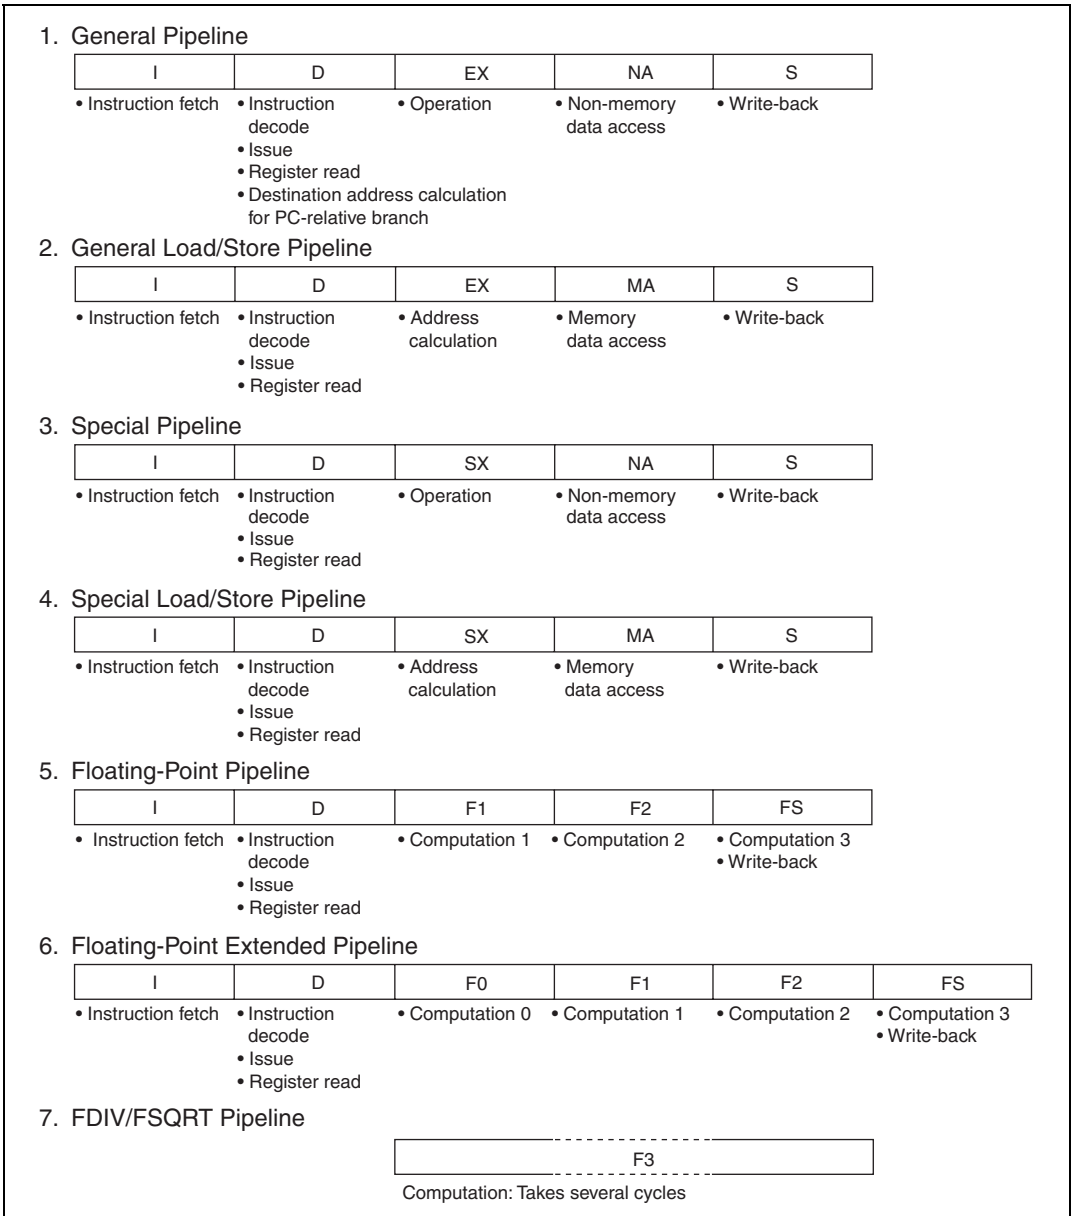 1. General Pipeline
I D EX NA S
• Instruction fetch • Instruction • Operation • Non-memory • Write-back
decode data access
• Issue
• Register read
• Destination address calculation
for PC-relative branch
2. General Load/Store Pipeline
I D EX MA S
• Instruction fetch • Instruction • Address • Memory • Write-back
decode calculation data access
• Issue
• Register read
3. Special Pipeline
I D SX NA S
• Instruction fetch • Instruction • Operation • Non-memory • Write-back
decode data access
• Issue
• Register read
4. Special Load/Store Pipeline
I D SX MA S
• Instruction fetch • Instruction • Address • Memory • Write-back
decode calculation data access
• Issue
• Register read
5. Floating-Point Pipeline
I D F1 F2 FS
• Instruction fetch • Instruction • Computation 1 • Computation 2 • Computation 3
decode • Write-back
• Issue
• Register read
6. Floating-Point Extended Pipeline
I D F0 F1 F2 FS
• Instruction fetch • Instruction • Computation 0 • Computation 1 • Computation 2 • Computation 3
decode • Write-back
• Issue
• Register read
7. FDIV/FSQRT Pipeline
F3
Computation: Takes several cycles